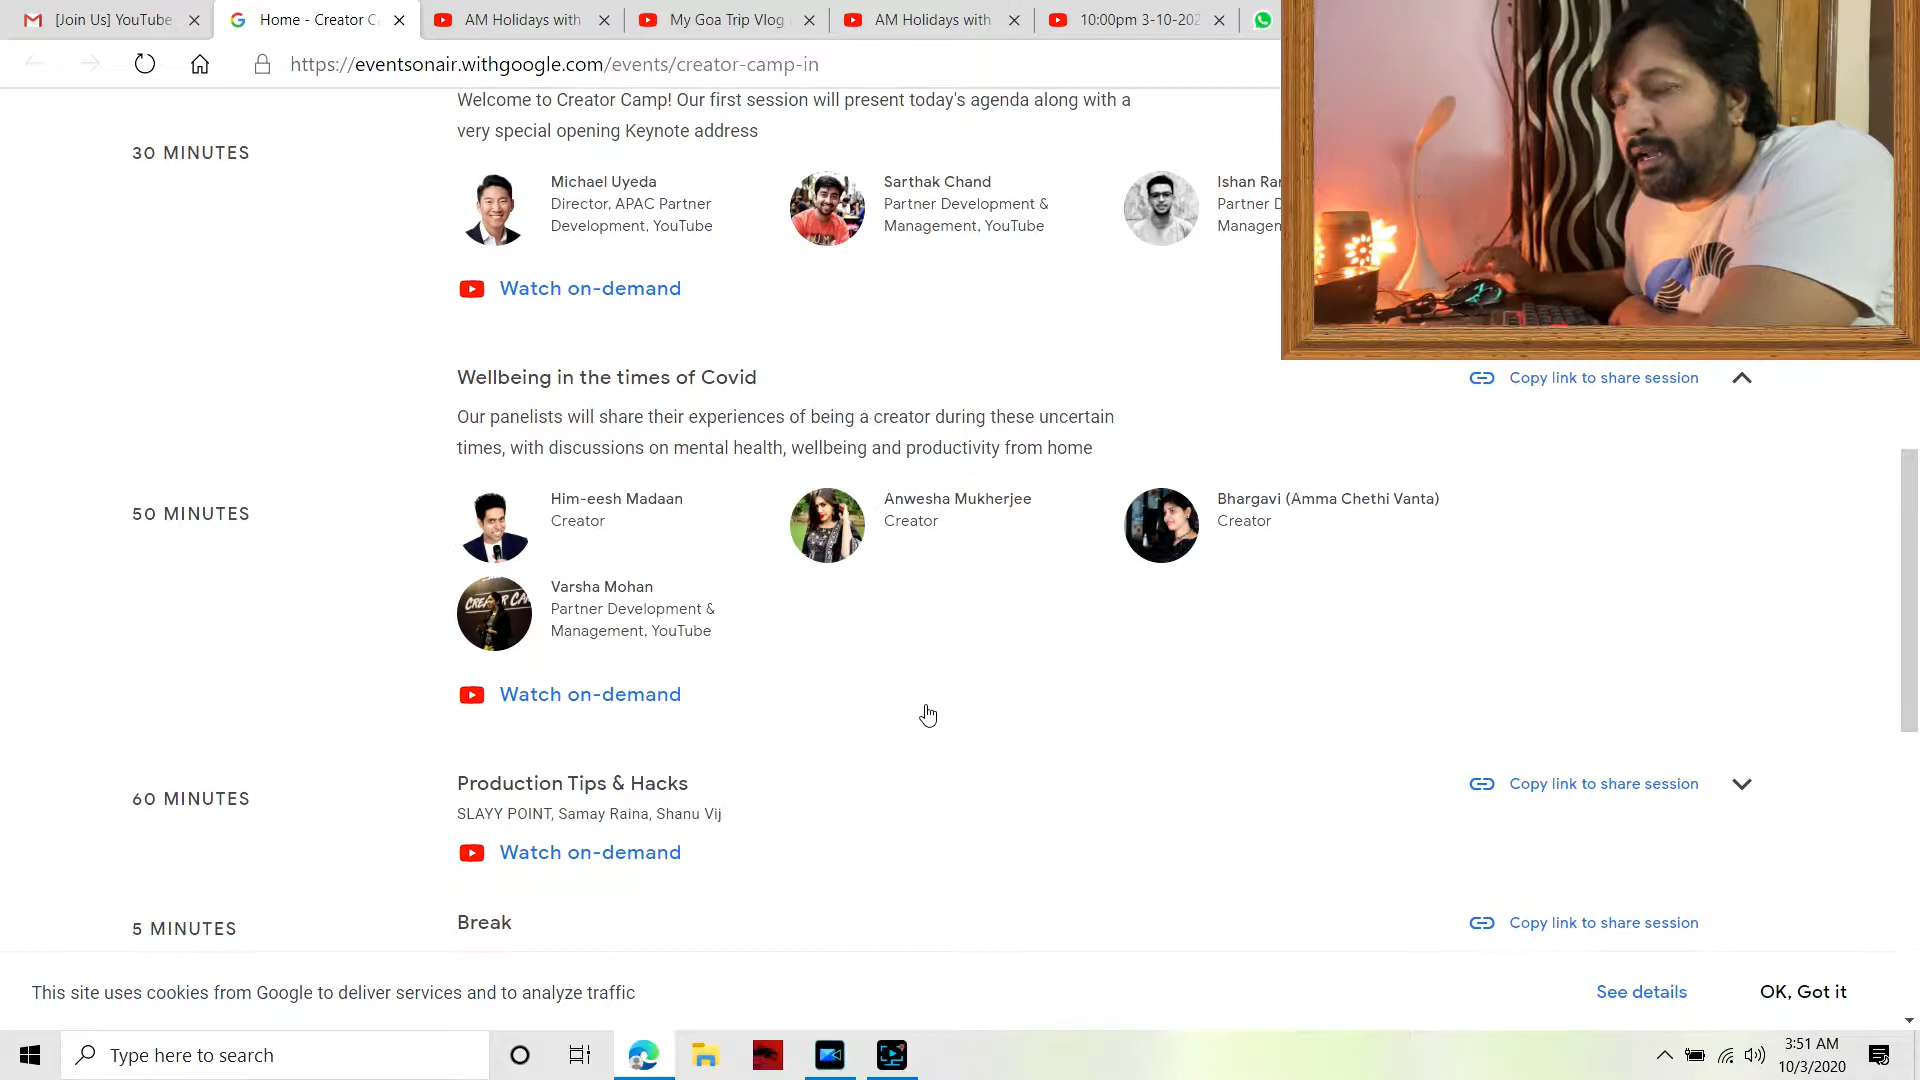 [Join Us] YouTube
Home - Creator C
AM Holidays with
My Goa Trip Vlog
AM Holidays with
10:00pm 3-10-202
https://eventsonair.withgoogle.com/events/creator-camp-in
Welcome to Creator Camp! Our first session will present today's agenda along with a
very special opening Keynote address
30 MINUTES
Michael Uyeda
Director, APAC Partner
Development, YouTube
Sarthak Chand
Partner Development &
Management, YouTube
Ishan Ran
Partner D
Managen
Watch on-demand
Wellbeing in the times of Covid
Copy link to share session
Our panelists will share their experiences of being a creator during these uncertain
times, with discussions on mental health, wellbeing and productivity from home
50 MINUTES
Him-eesh Madaan
Creator
Anwesha Mukherjee
Creator
Bhargavi (Amma Chethi Vanta)
Creator
CREATOR CA
Varsha Mohan
Partner Development &
Management, YouTube
Watch on-demand
60 MINUTES
Production Tips & Hacks
Copy link to share session
SLAYY POINT, Samay Raina, Shanu Vij
Watch on-demand
5 MINUTES
Break
Copy link to share session
This site uses cookies from Google to deliver services and to analyze traffic
See details
OK, Got it
Type here to search
3:51 AM
10/3/2020